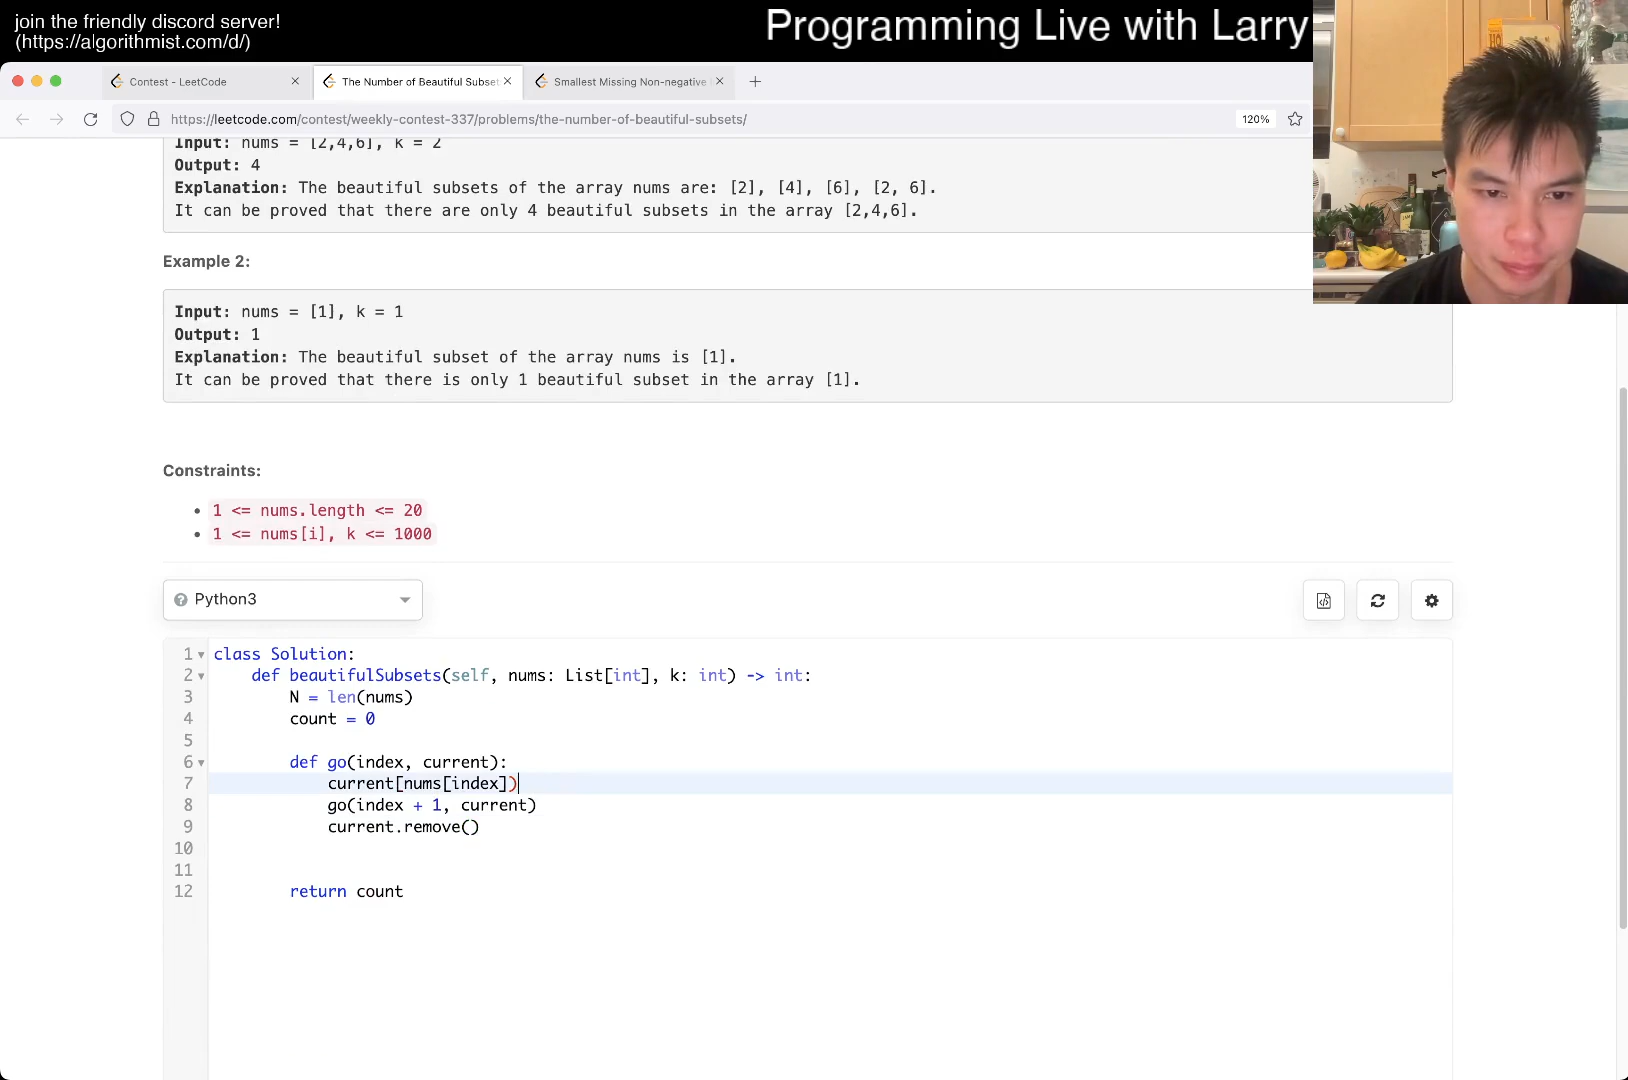 join the friendly discord server!
(https://algorithmist.com/d/)
Programming Live with Larry
Contest - LeetCode
The Number of Beautiful Subset
Smallest Missing Non-negative
https://leetcode.com/contest/weekly-contest-337/problems/the-number-of-beautiful-subsets/
120%
Input: nums = [2,4,6], k = 2
Output: 4
Explanation: The beautiful subsets of the array nums are: [2], [4], [6], [2, 6].
It can be proved that there are only 4 beautiful subsets in the array [2,4,6].
Example 2:
Input: nums = [1], k = 1
Output: 1
Explanation: The beautiful subset of the array nums is [1].
It can be proved that there is only 1 beautiful subset in the array [1].
Constraints:
1 <= nums.length <= 20
1 <= nums[i], k <= 1000
Python3
1 class Solution:
2 def beautifulSubsets(self, nums: List[int], k: int) -> int:
3 N = len(nums)
4 count = 0
5
6 def go(index, current):
7 current[nums[index])
8 go(index + 1, current)
9 current.remove()
10
11
12 return count